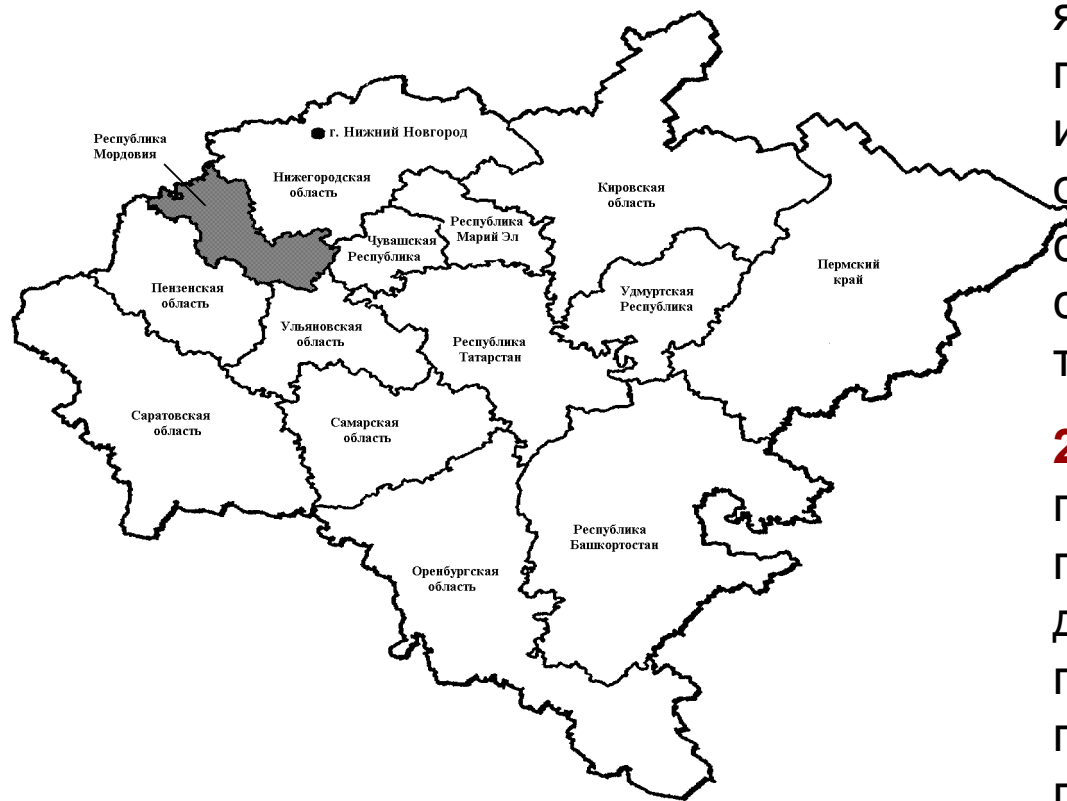 г. Нижний Новгород
Республика
Мордовия
Нижегородская
область
Кировская
область
Республика
Марий Эл
Чувашская
Республика
Пермский
край
Пензенская
область
Удмуртская
Республика
Ульяновская
область
Республика
Татарстан
Саратовская
область
Самарская
область
Республика
Башкортостан
Оренбургская
область
я
п
и
с
с
с
т
2
п
п
д
п
п